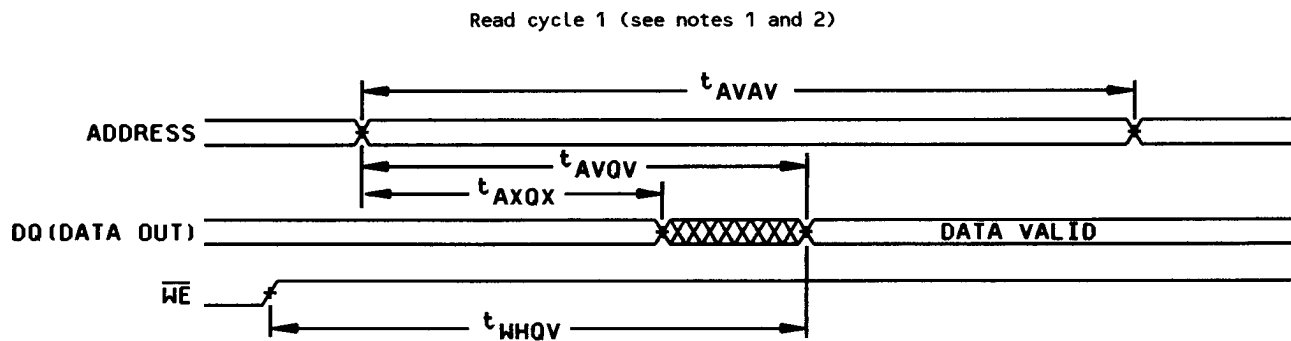 Read cycle 1 (see notes 1 and 2)
tAVAV
ADDRESS
tAVQV
tAXQX
DQ(DATA OUT)
DATA VALID
WE
tWHQV